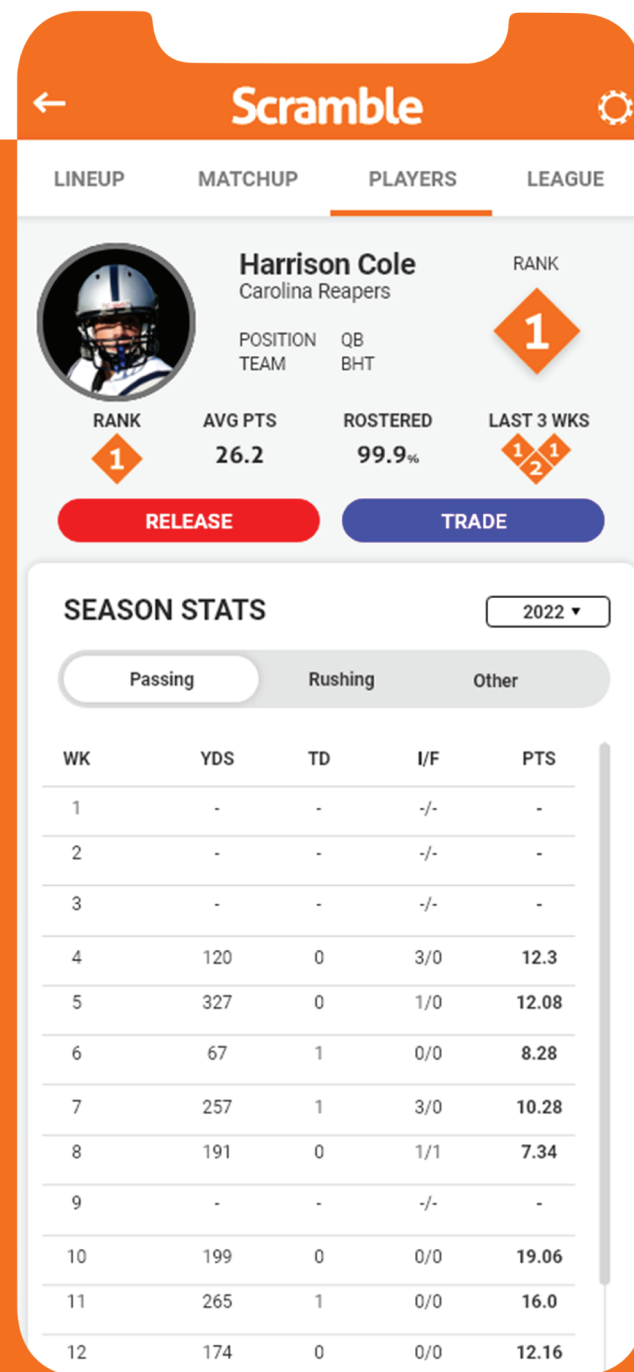 Scramble
LINEUP MATCHUP PLAYERS LEAGUE
Harrison Cole
Carolina Reapers
RANK
1
POSITION QB
TEAM BHT
RANK AVG PTS ROSTERED LAST 3 WKS
1 26.2 99.9% 1 2 1
RELEASE TRADE
SEASON STATS 2022 ▾
Passing Rushing Other
WK YDS TD I/F PTS
1 - - -/- -
2 - - -/- -
3 - - -/- -
4 120 0 3/0 12.3
5 327 0 1/0 12.08
6 67 1 0/0 8.28
7 257 1 3/0 10.28
8 191 0 1/1 7.34
9 - - -/- -
10 199 0 0/0 19.06
11 265 1 0/0 16.0
12 174 0 0/0 12.16